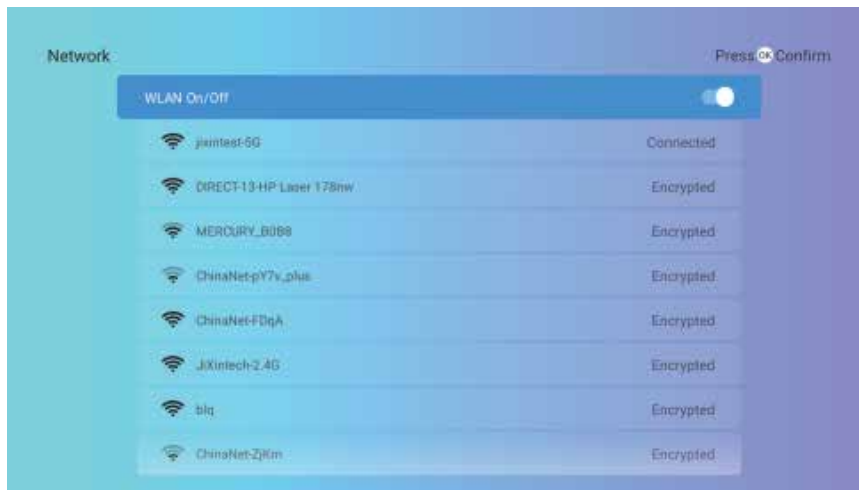 Network
Press OK Confirm
WLAN On/Off
jixintest-5G Connected
DIRECT-13-HP Laser 178nw Encrypted
MERCURY_B0B8 Encrypted
ChinaNet-pY7v_plus Encrypted
ChinaNet-FDqA Encrypted
JiXintech-2.4G Encrypted
blq Encrypted
ChinaNet-ZjKm Encrypted